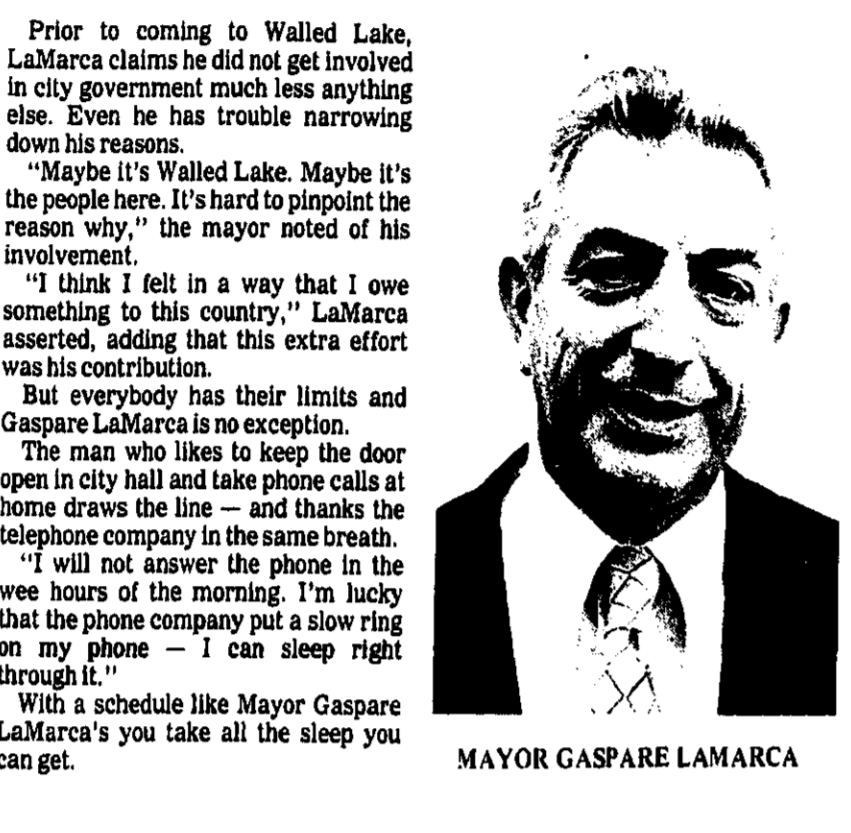 Prior to coming to Walled Lake,
LaMarca claims he did not get involved
in city government much less anything
else. Even he has trouble narrowing
down his reasons.
"Maybe it's Walled Lake. Maybe it's
the people here. It's hard to pinpoint the
reason why," the mayor noted of his
involvement.
"I think I felt in a way that I owe
something to this country," LaMarca
asserted, adding that this extra effort
was his contribution.
But everybody has their limits and
Gaspare LaMarca is no exception.
The man who likes to keep the door
open in city hall and take phone calls at
home draws the line — and thanks the
telephone company in the same breath.
"I will not answer the phone in the
wee hours of the morning. I'm lucky
that the phone company put a slow ring
on my phone — I can sleep right
through it."
With a schedule like Mayor Gaspare
LaMarca's you take all the sleep you
can get.
MAYOR GASPARE LAMARCA